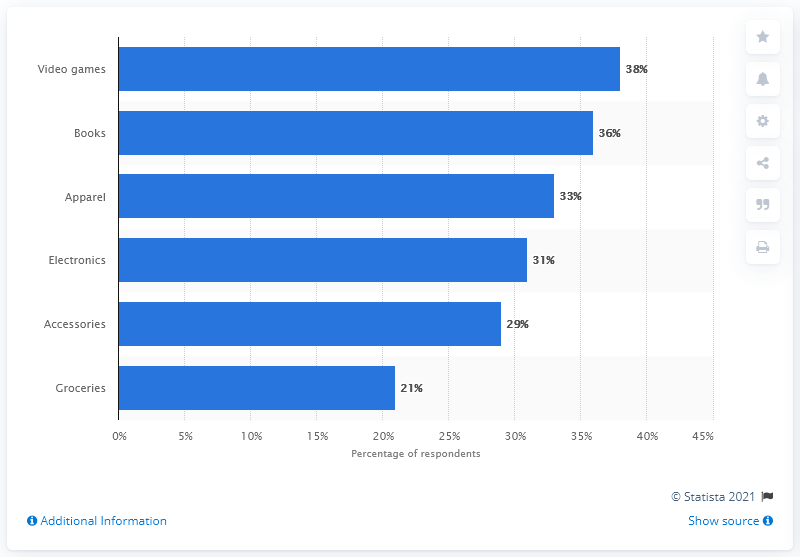 Video games 38%
Books 36%
Apparel 33%
Electronics 31%
Accessories 29%
Groceries 21%
0% 5% 10% 15% 20% 25% 30% 35% 40% 45%
Percentage of respondents
© Statista 2021
Additional Information Show source